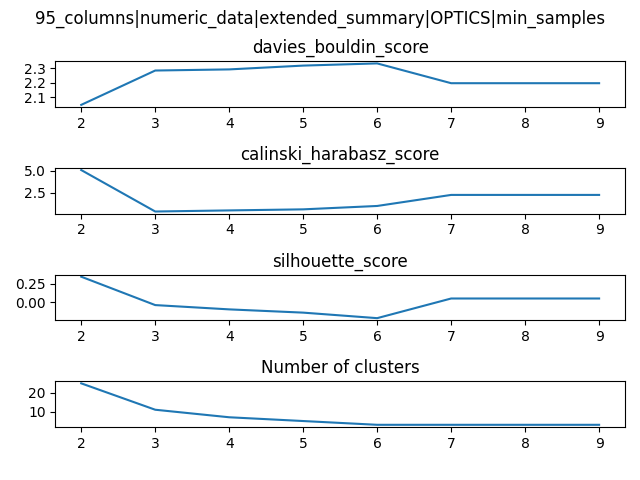 95_columns|numeric_data|extended_summary|OPTICS|min_samples
davies_bouldin_score
2.3
2.2
2.1
2 3 4 5 6 7 8 9
calinski_harabasz_score
5.0
2.5
2 3 4 5 6 7 8 9
silhouette_score
0.25
0.00
2 3 4 5 6 7 8 9
Number of clusters
20
10
2 3 4 5 6 7 8 9